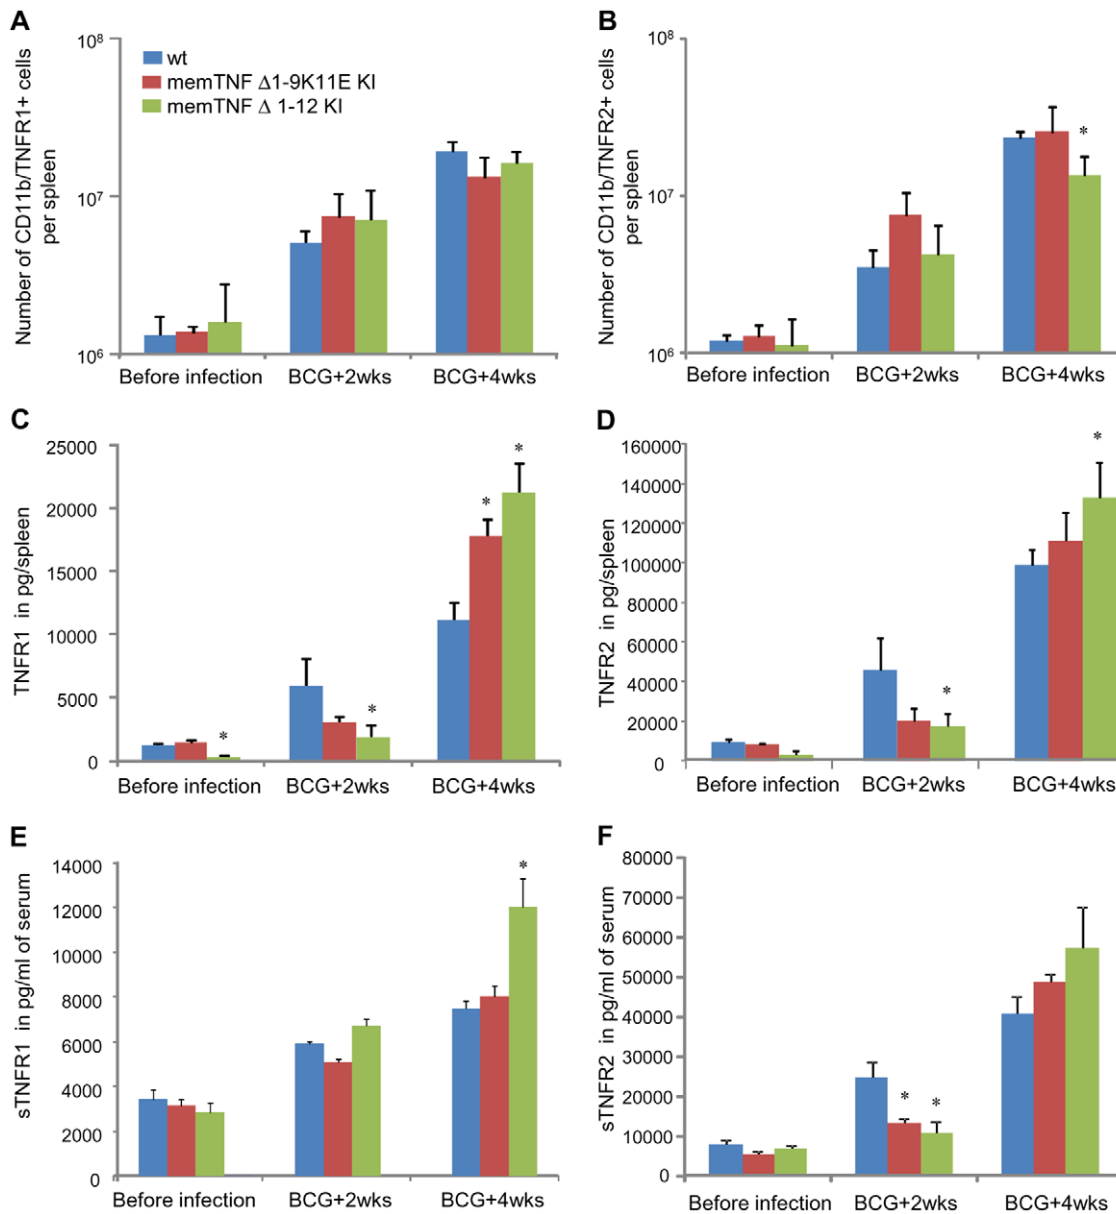 A
Number of CD11b/TNFR1+ cells
per spleen
10⁸
10⁷
10⁶
wt
memTNF Δ1-9K11E KI
memTNF Δ 1-12 KI
Before infection
BCG+2wks
BCG+4wks
B
Number of CD11b/TNFR2+ cells
per spleen
10⁸
10⁷
10⁶
*
Before infection
BCG+2wks
BCG+4wks
C
TNFR1 in pg/spleen
25000
20000
15000
10000
5000
0
*
*
*
*
Before infection
BCG+2wks
BCG+4wks
D
TNFR2 in pg/spleen
160000
140000
120000
100000
80000
60000
40000
20000
0
*
*
Before infection
BCG+2wks
BCG+4wks
E
sTNFR1 in pg/ml of serum
14000
12000
10000
8000
6000
4000
2000
0
*
Before infection
BCG+2wks
BCG+4wks
F
sTNFR2 in pg/ml of serum
80000
70000
60000
50000
40000
30000
20000
10000
0
*
*
Before infection
BCG+2wks
BCG+4wks